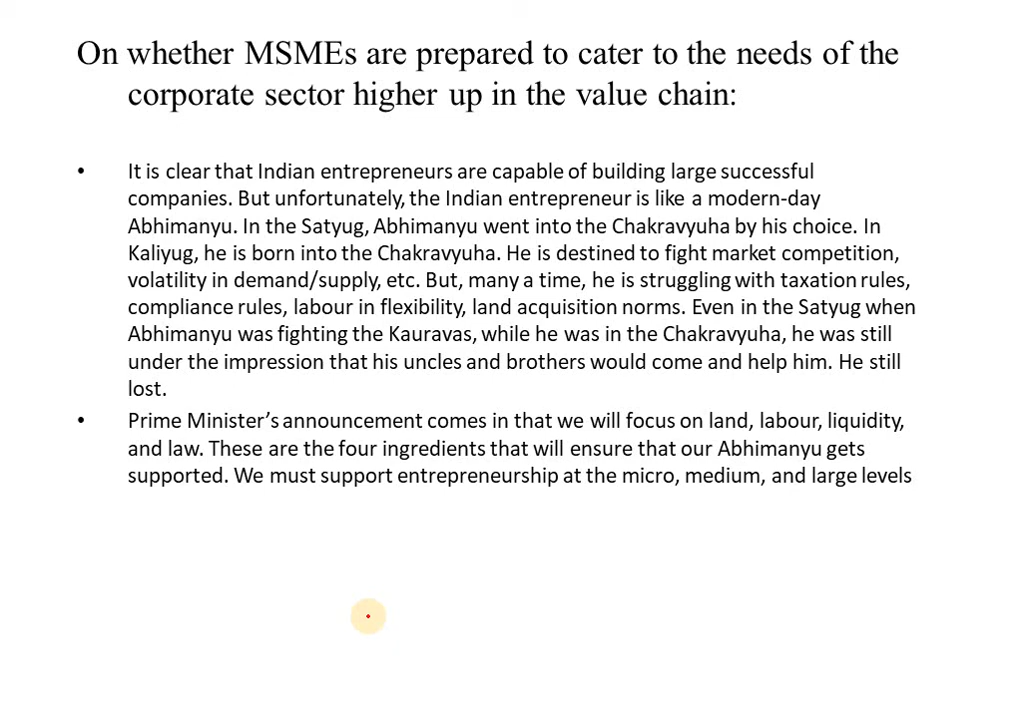 On whether MSMEs are prepared to cater to the needs of the
corporate sector higher up in the value chain:
• It is clear that Indian entrepreneurs are capable of building large successful
companies. But unfortunately, the Indian entrepreneur is like a modern-day
Abhimanyu. In the Satyug, Abhimanyu went into the Chakravyuha by his choice. In
Kaliyug, he is born into the Chakravyuha. He is destined to fight market competition,
volatility in demand/supply, etc. But, many a time, he is struggling with taxation rules,
compliance rules, labour in flexibility, land acquisition norms. Even in the Satyug when
Abhimanyu was fighting the Kauravas, while he was in the Chakravyuha, he was still
under the impression that his uncles and brothers would come and help him. He still
lost.
• Prime Minister’s announcement comes in that we will focus on land, labour, liquidity,
and law. These are the four ingredients that will ensure that our Abhimanyu gets
supported. We must support entrepreneurship at the micro, medium, and large levels